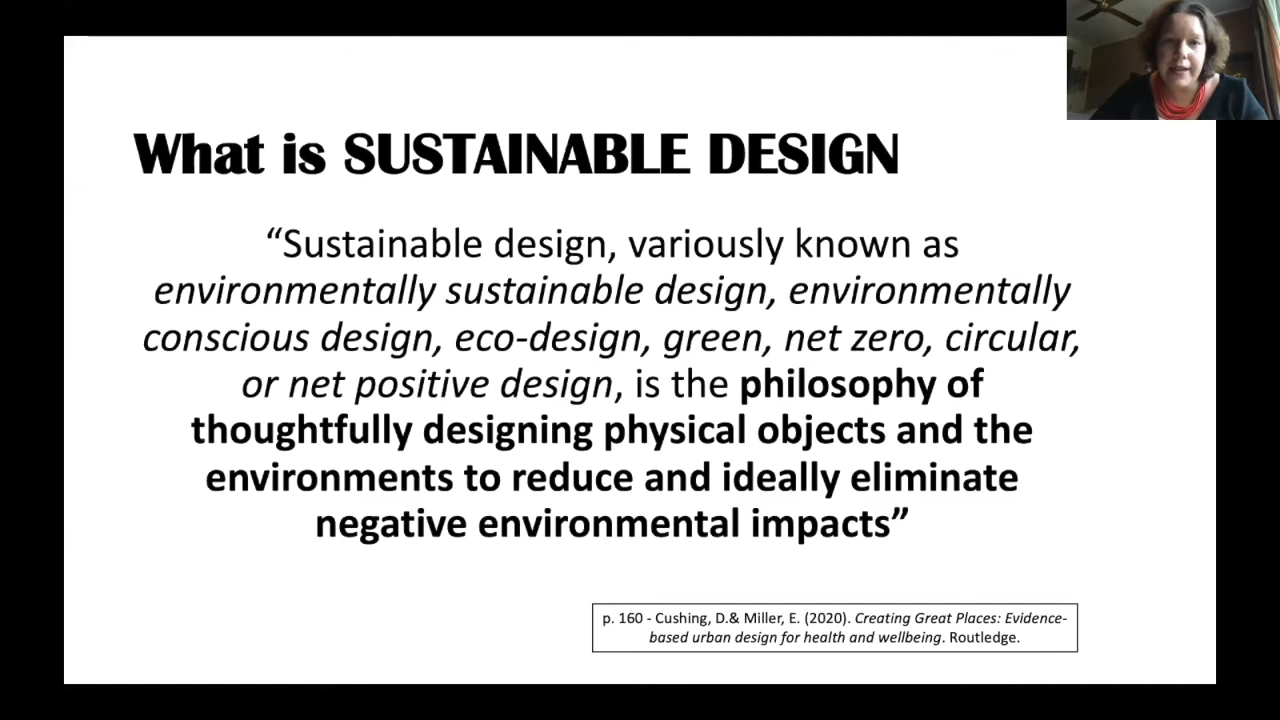 What is SUSTAINABLE DESIGN
“Sustainable design, variously known as
environmentally sustainable design, environmentally
conscious design, eco-design, green, net zero, circular,
or net positive design, is the philosophy of
thoughtfully designing physical objects and the
environments to reduce and ideally eliminate
negative environmental impacts”
p. 160 - Cushing, D.& Miller, E. (2020). Creating Great Places: Evidence-
based urban design for health and wellbeing. Routledge.